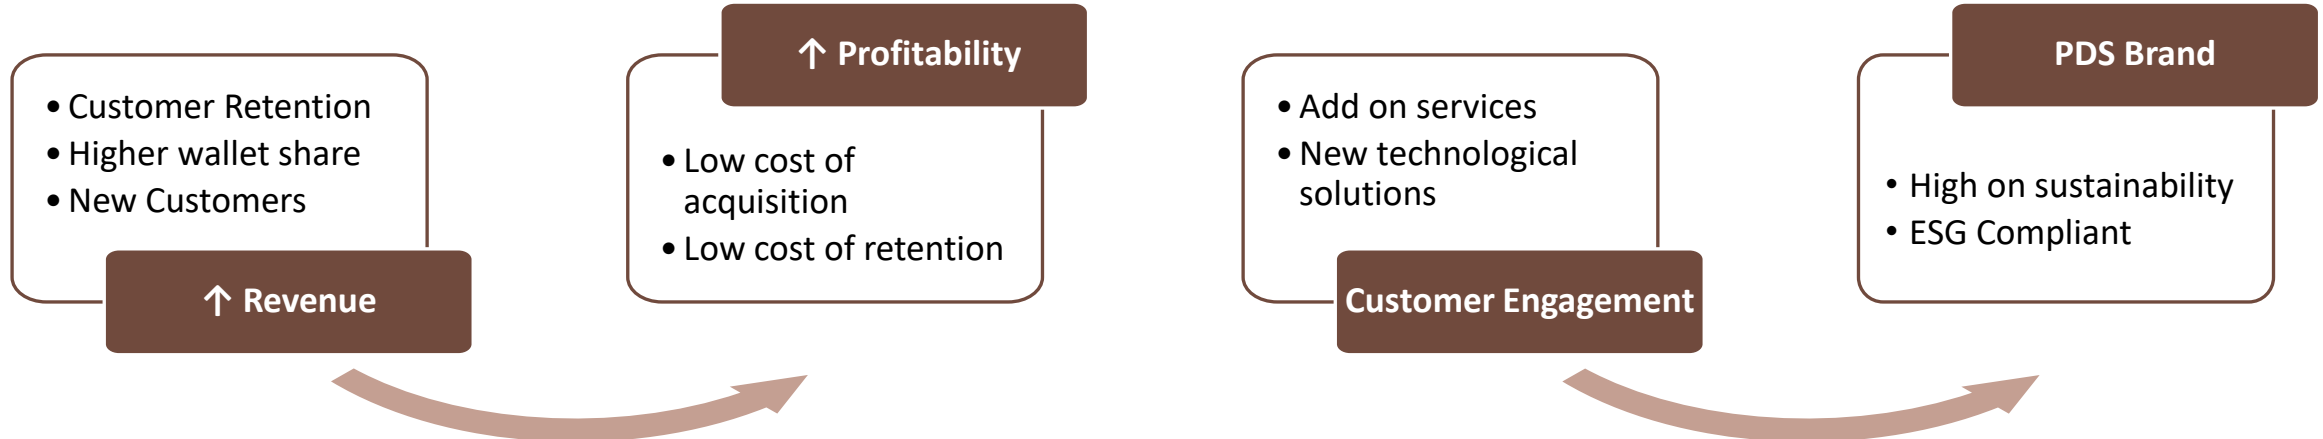 • Customer Retention
• Higher wallet share
• New Customers
↑ Revenue
↑ Profitability
• Low cost of
acquisition
• Low cost of retention
• Add on services
• New technological
solutions
Customer Engagement
PDS Brand
• High on sustainability
• ESG Compliant